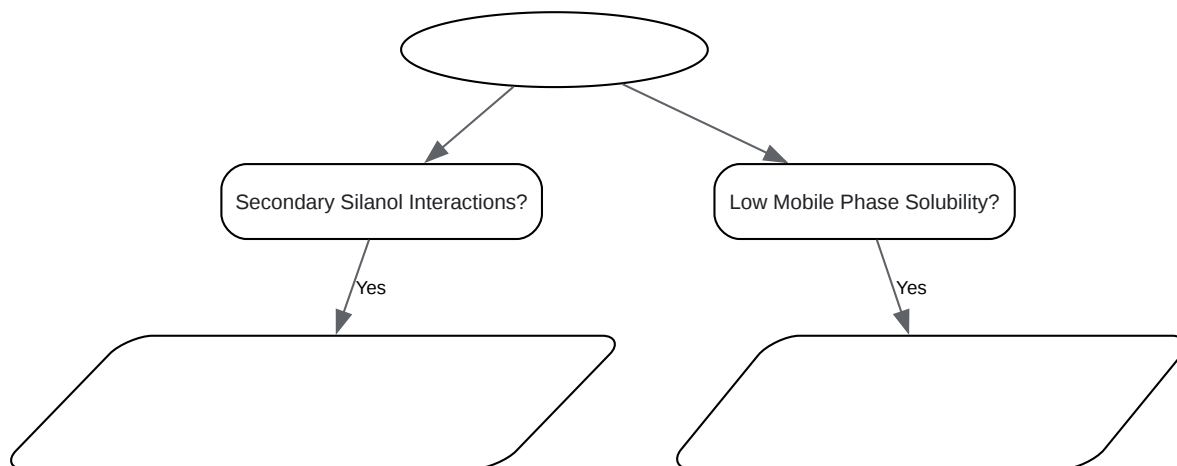 Secondary Silanol Interactions?
Low Mobile Phase Solubility?
Yes
Yes